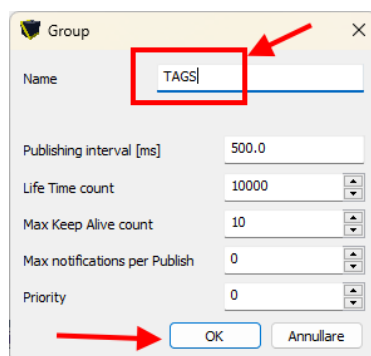 Group
Name TAGS
Publishing interval [ms] 500.0
Life Time count 10000
Max Keep Alive count 10
Max notifications per Publish 0
Priority 0
OK Annullare